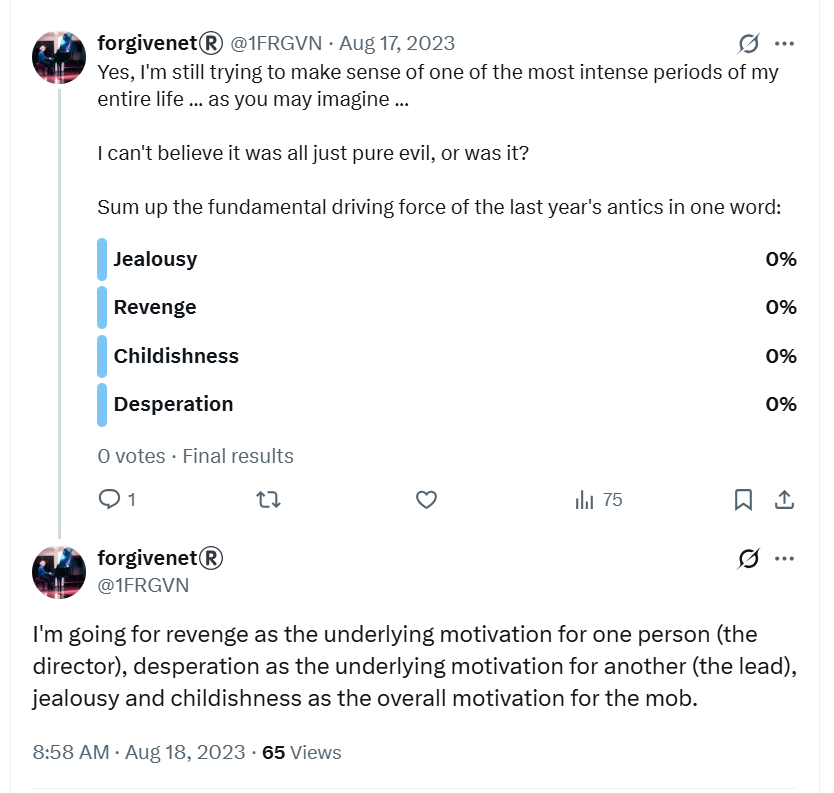 forgivenet® @1FRGVN · Aug 17, 2023
Yes, I'm still trying to make sense of one of the most intense periods of my
entire life ... as you may imagine ...
I can't believe it was all just pure evil, or was it?
Sum up the fundamental driving force of the last year's antics in one word:
Jealousy 0%
Revenge 0%
Childishness 0%
Desperation 0%
0 votes · Final results
1 75
forgivenet®
@1FRGVN
I'm going for revenge as the underlying motivation for one person (the
director), desperation as the underlying motivation for another (the lead),
jealousy and childishness as the overall motivation for the mob.
8:58 AM · Aug 18, 2023 · 65 Views